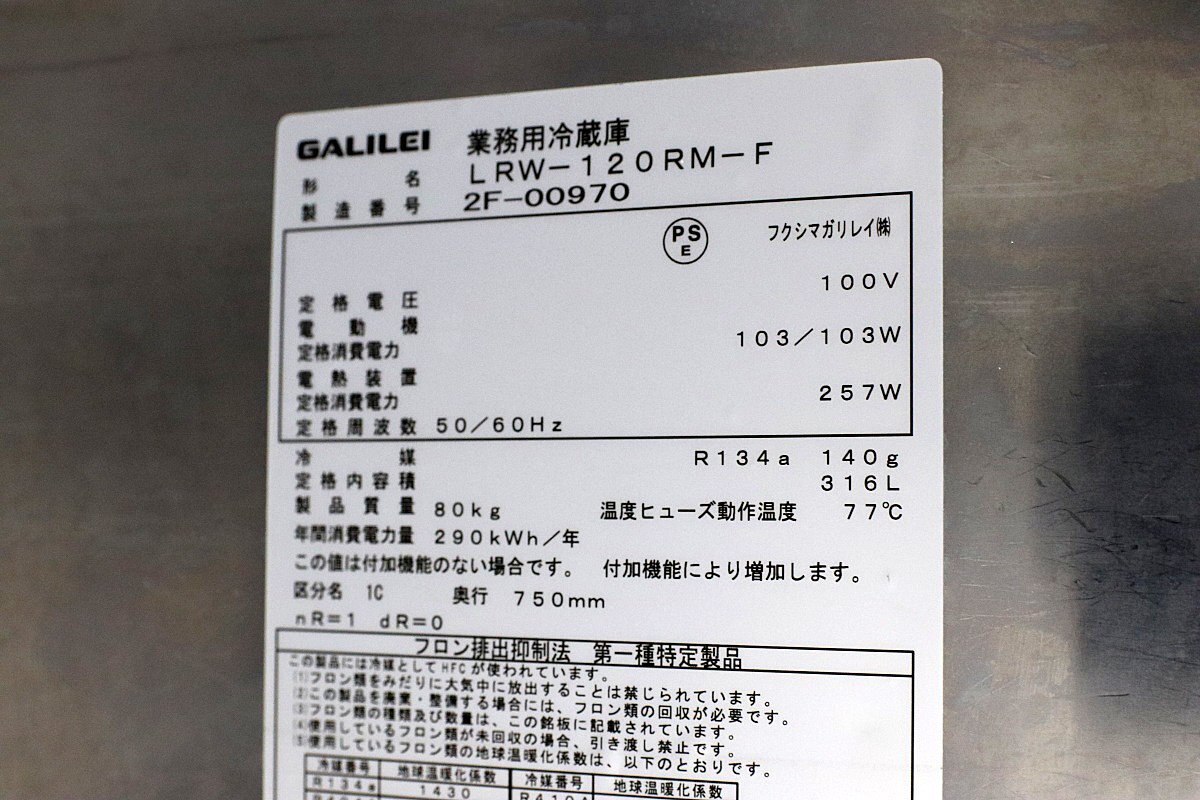 GALILEI 業務用冷蔵庫
形名 LRW-120RM-F
製造番号 2F-00970
PS E フクシマガリレイ㈱
定格電圧 100V
電動機
定格消費電力 103/103W
電熱装置
定格消費電力 257W
定格周波数 50/60Hz
冷媒 R134a 140g
定格内容積 316L
製品質量 80kg 温度ヒューズ動作温度 77℃
年間消費電力量 290kWh/年
この値は付加機能のない場合です。 付加機能により増加します。
区分名 1C 奥行 750mm
nR=1 dR=0
フロン排出抑制法 第一種特定製品
この製品には冷媒としてHFCが使われています。
(1)フロン類をみだりに大気中に放出することは禁じられています。
(2)この製品を廃棄・整備する場合には、フロン類の回収が必要です。
(3)フロン類の種類及び数量は、この銘板に記載されています。
(4)使用しているフロンが未回収の場合、引き渡し禁止です。
(5)使用しているフロン類の地球温暖化係数は、以下のとおりです。
冷媒番号 地球温暖化係数 冷媒番号 地球温暖化係数
R134a 1430 R410A